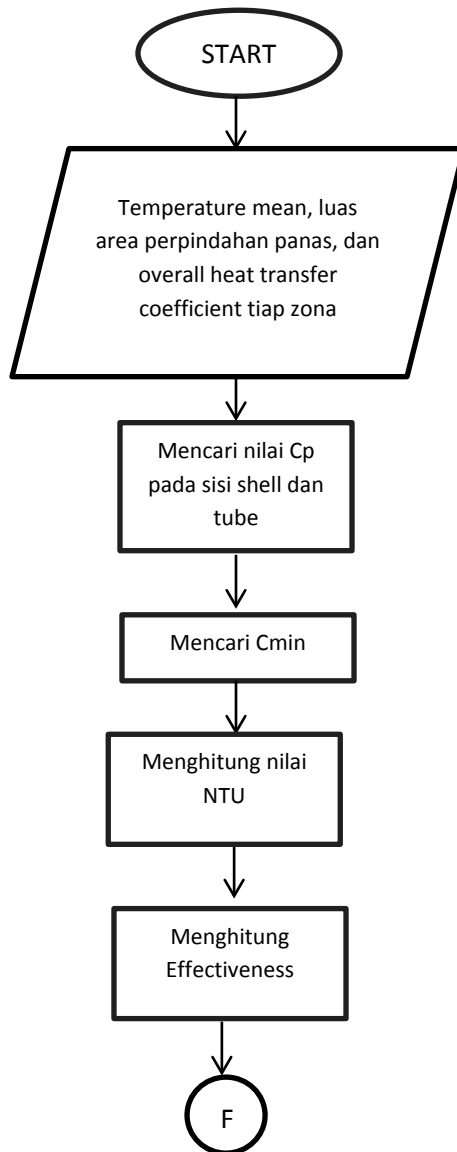 START
Temperature mean, luas
area perpindahan panas, dan
overall heat transfer
coefficient tiap zona
Mencari nilai Cp
pada sisi shell dan
tube
Mencari Cmin
Menghitung nilai
NTU
Menghitung
Effectiveness
F